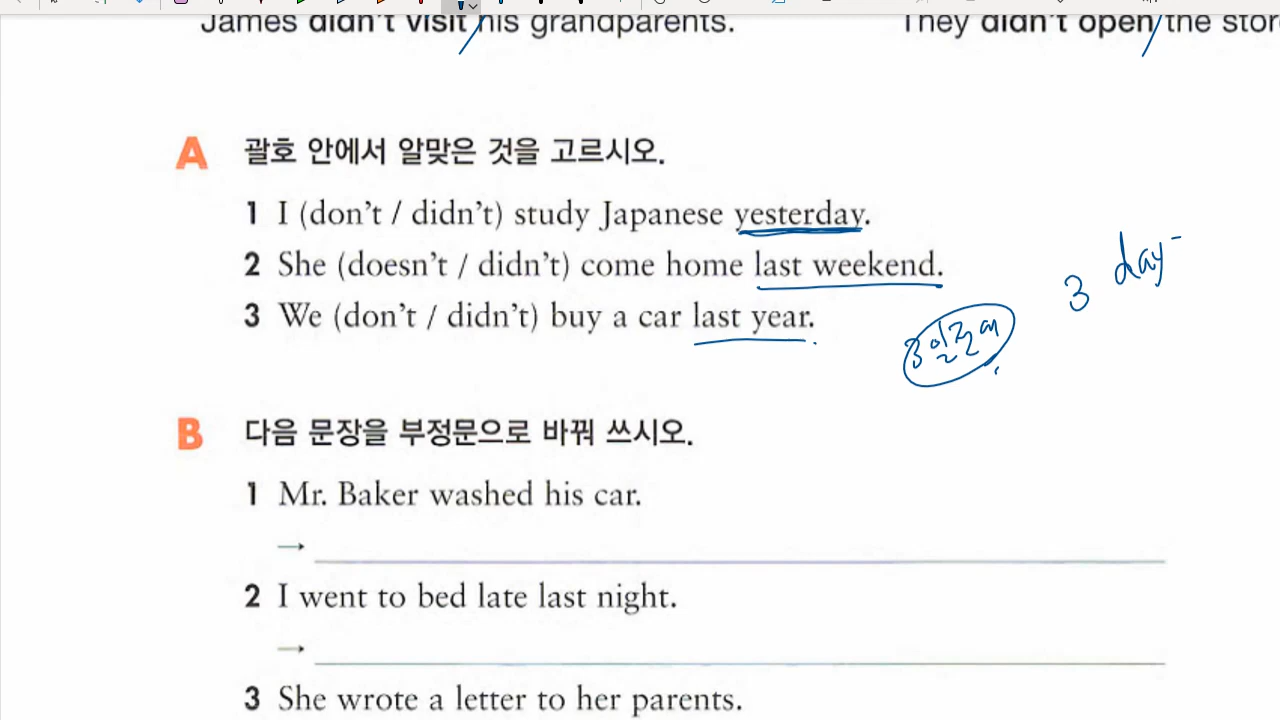 James didn't visit his grandparents.
They didn't open the stor
A 괄호 안에서 알맞은 것을 고르시오.
1 I (don't / didn't) study Japanese yesterday.
2 She (doesn't / didn't) come home last weekend.
3 We (don't / didn't) buy a car last year.
3 day
3일전에
B 다음 문장을 부정문으로 바꿔 쓰시오.
1 Mr. Baker washed his car.
→
2 I went to bed late last night.
→
3 She wrote a letter to her parents.